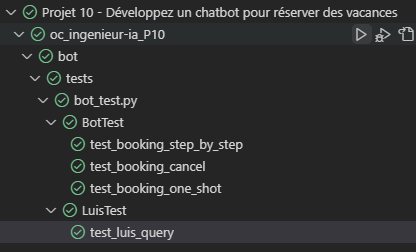 Projet 10 - Développez un chatbot pour réserver des vacances
oc_ingenieur-ia_P10
bot
tests
bot_test.py
BotTest
test_booking_step_by_step
test_booking_cancel
test_booking_one_shot
LuisTest
test_luis_query